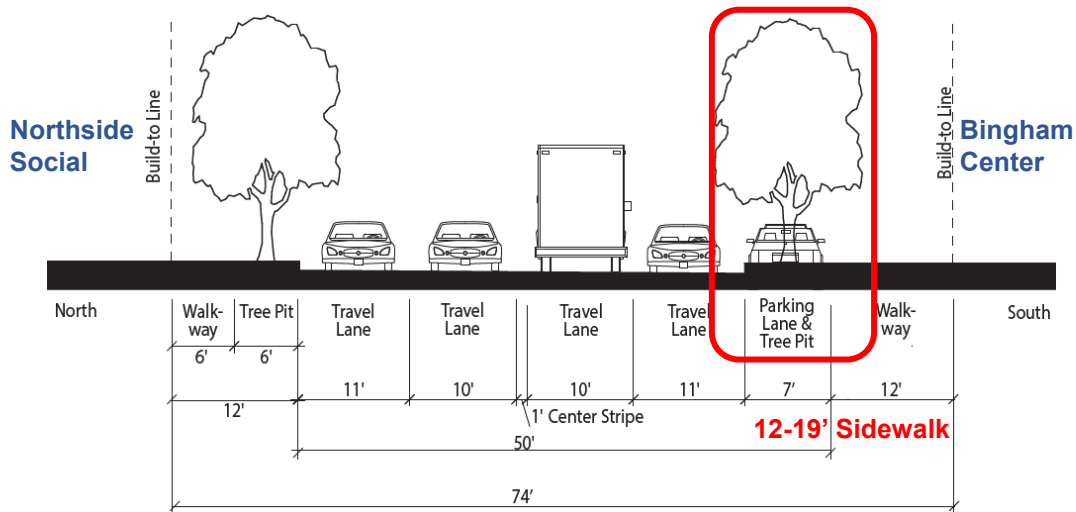 Northside
Social
Build-to Line
Build-to Line
Bingham
Center
North
Walk-
way
Tree Pit
Travel
Lane
Travel
Lane
Travel
Lane
Travel
Lane
Parking
Lane &
Tree Pit
Walk-
way
South
6'
6'
12'
11'
10'
10'
11'
7'
12'
1' Center Stripe
12-19’ Sidewalk
50'
74'